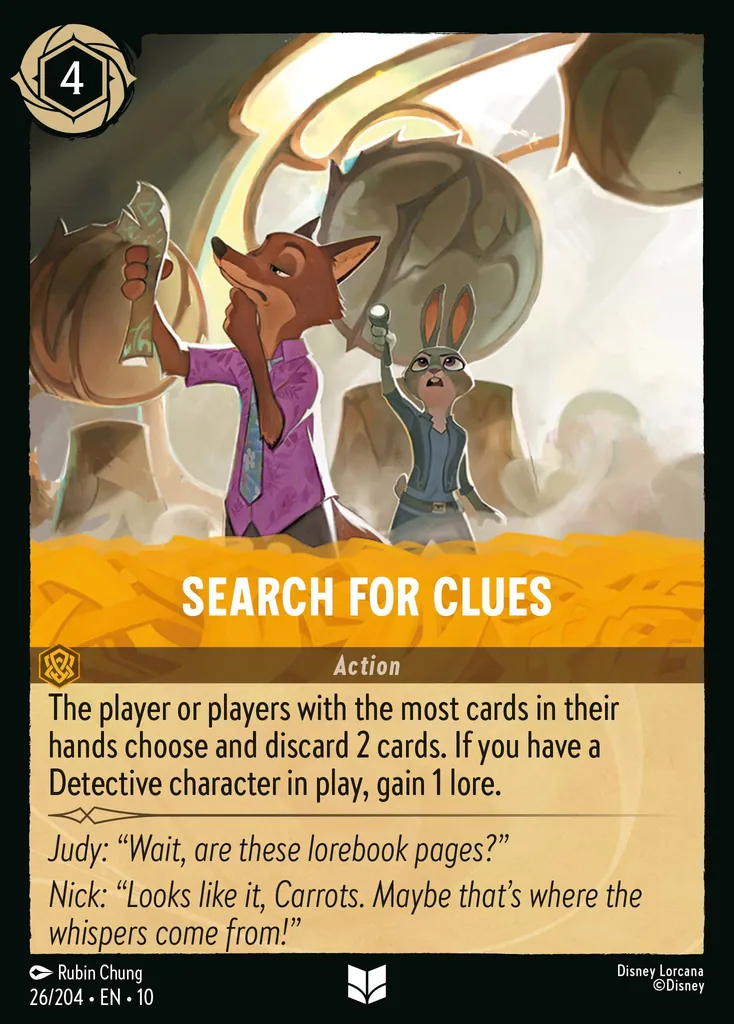 4
SEARCH FOR CLUES
Action
The player or players with the most cards in their
hands choose and discard 2 cards. If you have a
Detective character in play, gain 1 lore.
Judy: “Wait, are these lorebook pages?”
Nick: “Looks like it, Carrots. Maybe that’s where the
whispers come from!”
Rubin Chung
26/204 • EN • 10
Disney Lorcana
©Disney